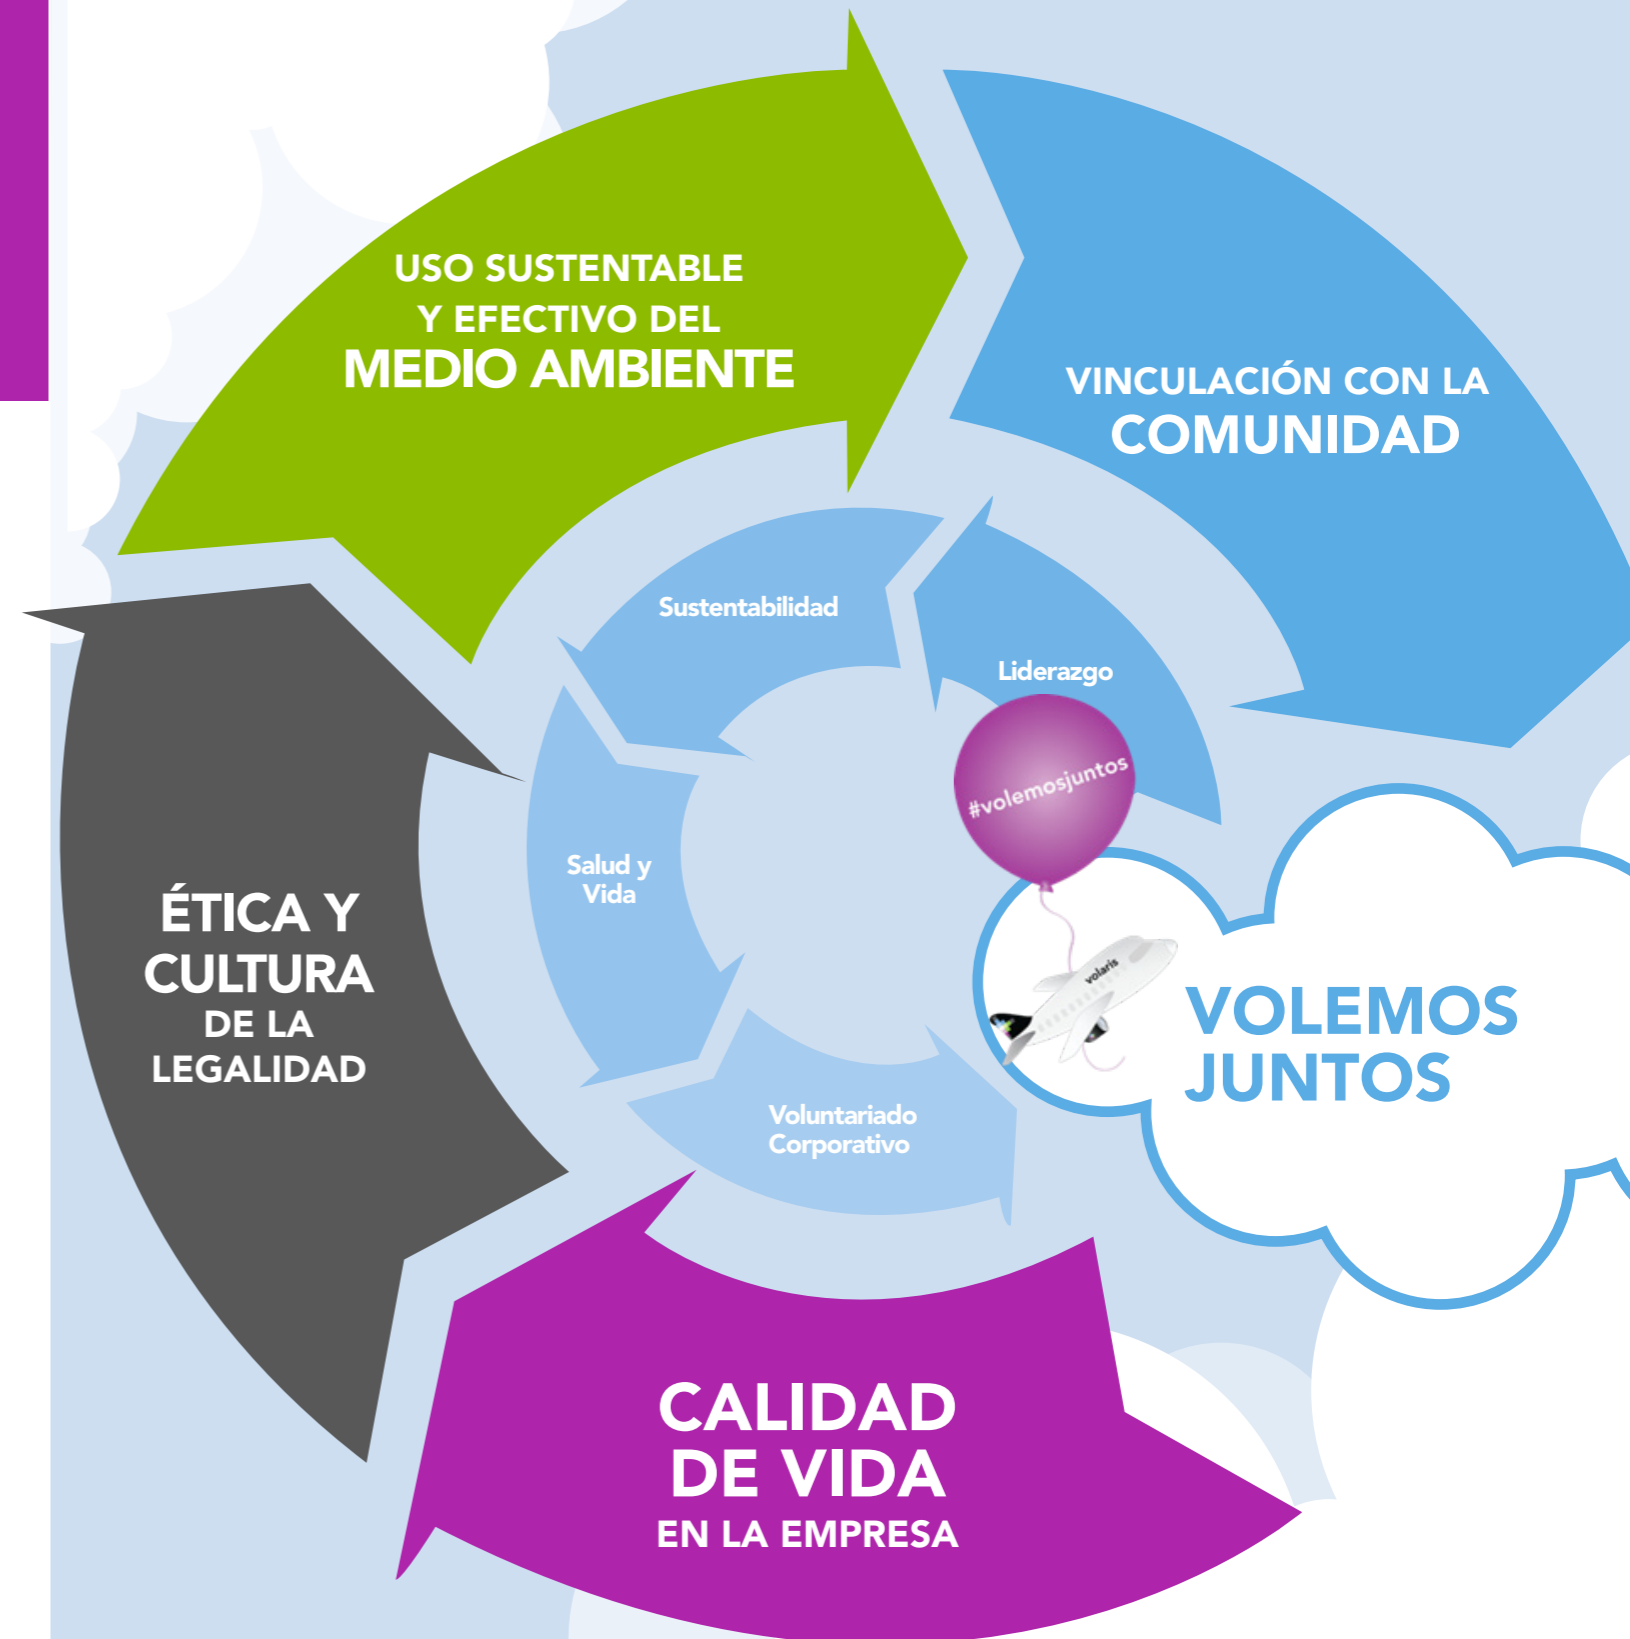 USO SUSTENTABLE
Y EFECTIVO DEL
MEDIO AMBIENTE
VINCULACIÓN CON LA
COMUNIDAD
Sustentabilidad
Liderazgo
#volemosjuntos
Salud y
Vida
ÉTICA Y
CULTURA
DE LA
LEGALIDAD
volaris
VOLEMOS
JUNTOS
Voluntariado
Corporativo
CALIDAD
DE VIDA
EN LA EMPRESA